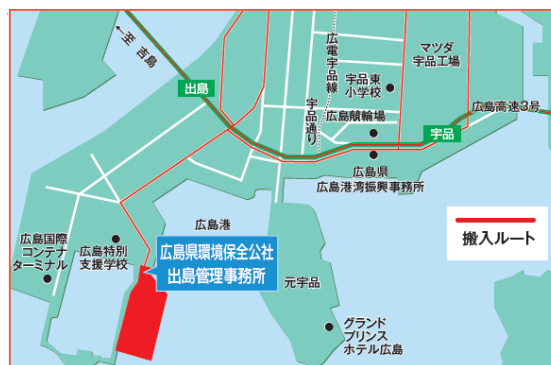 ←至 吉島
出島
広電宇品線
宇品通り
マツダ
宇品工場
宇品東
小学校
広島競輪場
宇品
広島高速3号
広島県
広島港湾振興事務所
搬入ルート
広島港
広島県環境保全公社
出島管理事務所
広島国際
コンテナ
ターミナル
広島特別
支援学校
元宇品
グランド
プリンス
ホテル広島